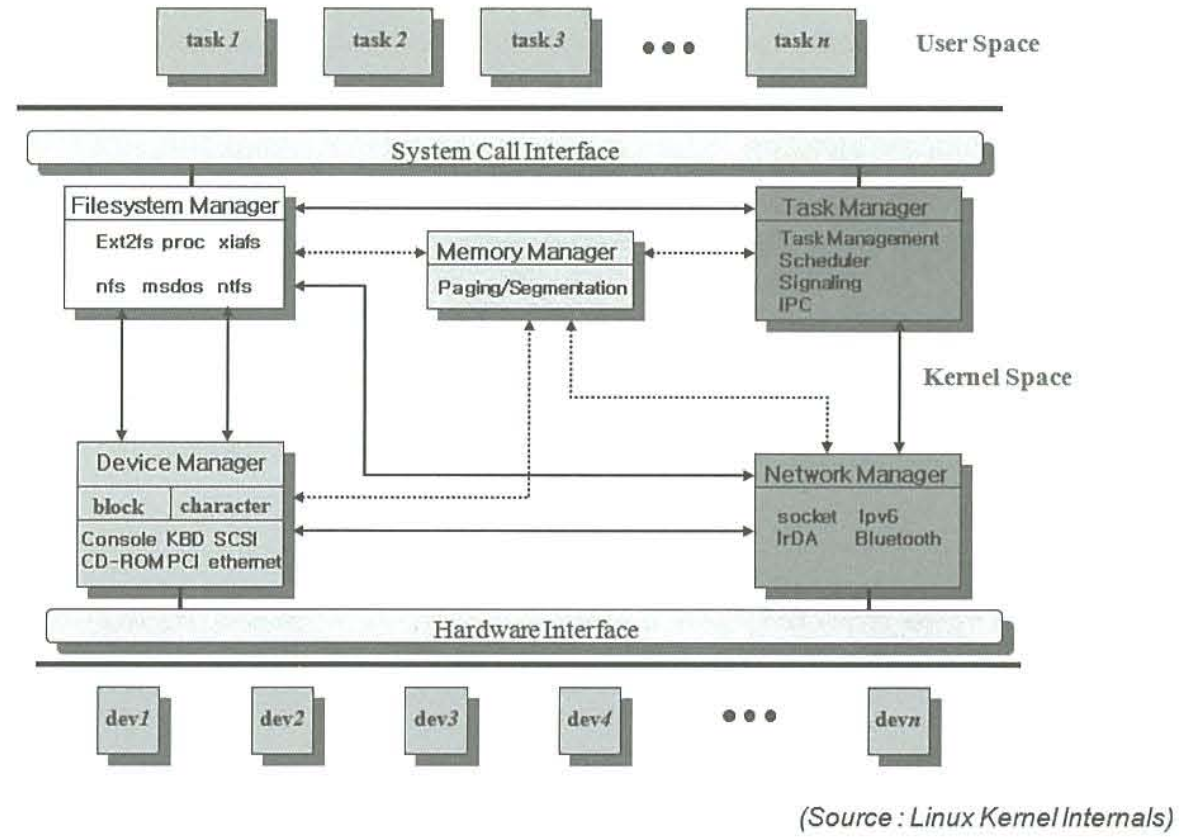 task 1
task 2
task 3
task n
User Space
System Call Interface
Filesystem Manager
Ext2fs proc xiafs
nfs msdos ntfs
Memory Manager
Paging/Segmentation
Task Manager
Task Management
Scheduler
Signaling
IPC
Kernel Space
Device Manager
block
character
Console KBD SCSI
CD-ROM PCI ethernet
Network Manager
socket Ipv6
IrDA Bluetooth
Hardware Interface
dev1
dev2
dev3
dev4
devn
(Source : Linux Kernel Internals)